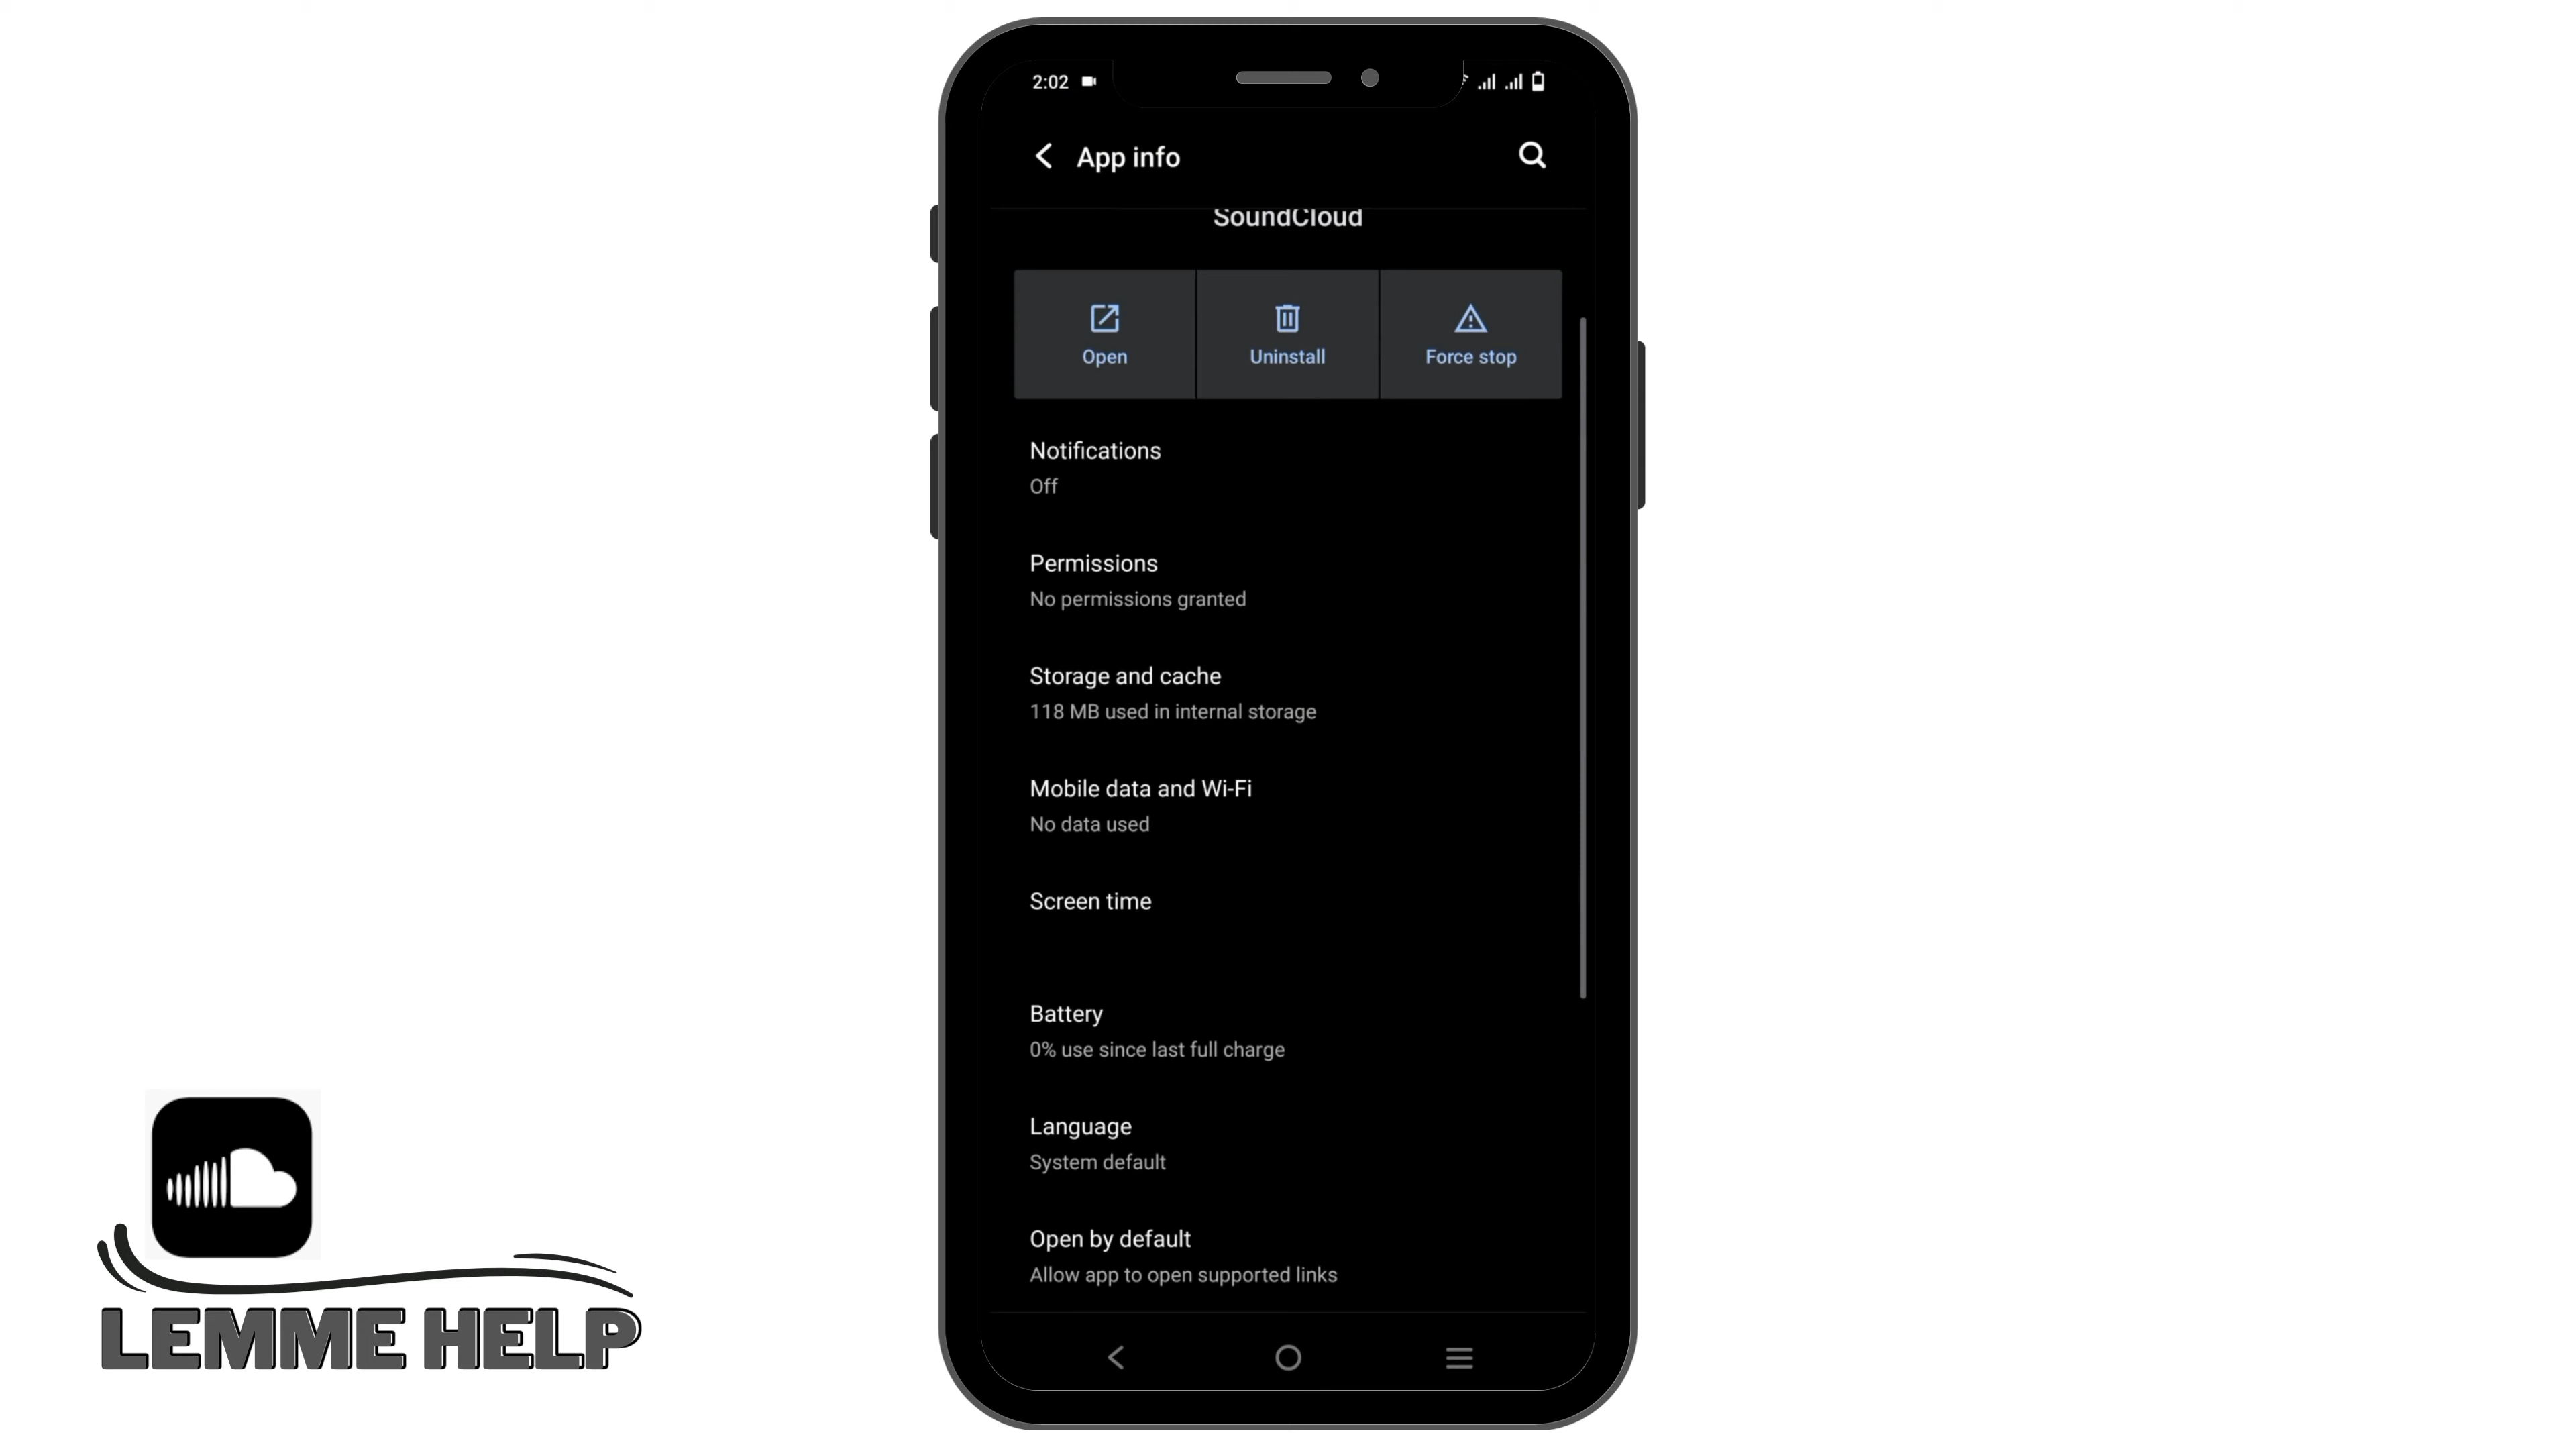 2:02
App info
SoundCloud
Open
Uninstall
Force stop
Notifications
Off
Permissions
No permissions granted
Storage and cache
118 MB used in internal storage
Mobile data and Wi-Fi
No data used
Screen time
Battery
0% use since last full charge
Language
System default
Open by default
Allow app to open supported links
LEMME HELP